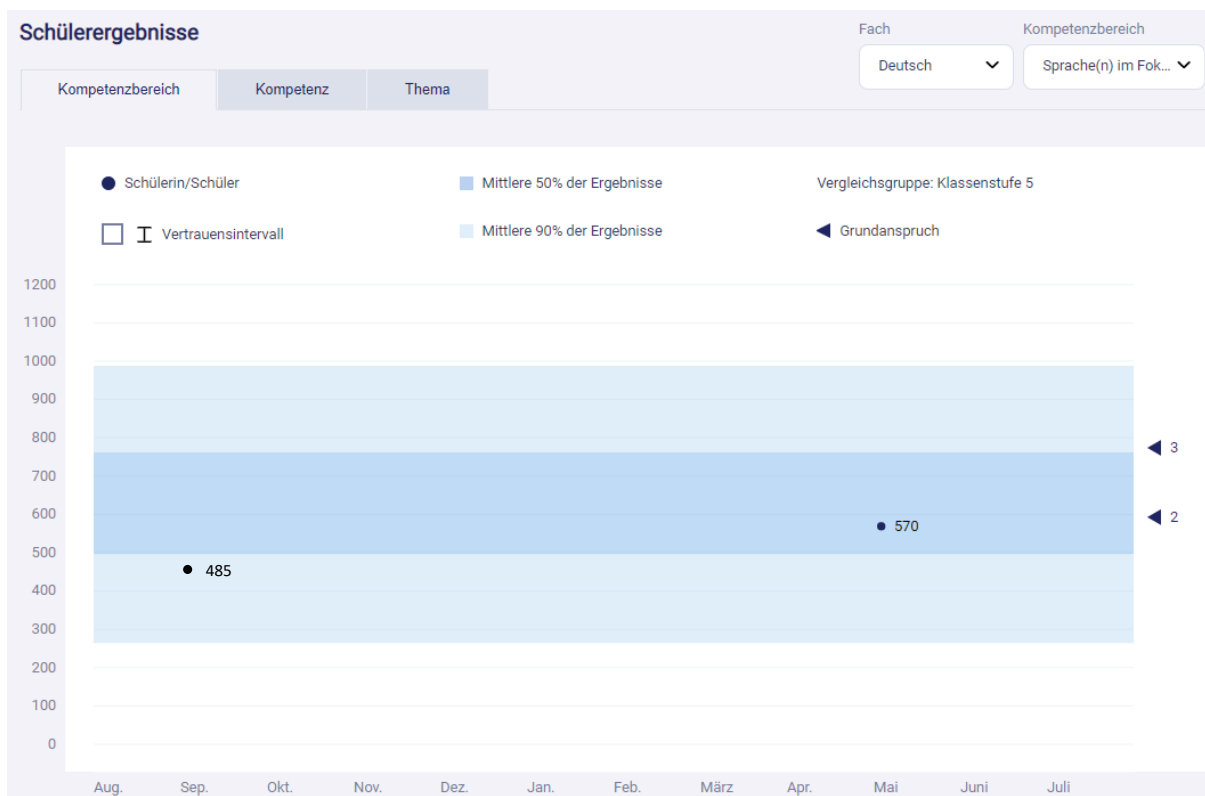 Schülerergebnisse
Fach
Kompetenzbereich
Deutsch
Sprache(n) im Fok...
Kompetenzbereich
Kompetenz
Thema
Schülerin/Schüler
Mittlere 50% der Ergebnisse
Vergleichsgruppe: Klassenstufe 5
Vertrauensintervall
Mittlere 90% der Ergebnisse
Grundanspruch
1200
1100
1000
900
800
3
700
600
2
570
500
485
400
300
200
100
0
Aug. Sep. Okt. Nov. Dez. Jan. Feb. März Apr. Mai Juni Juli